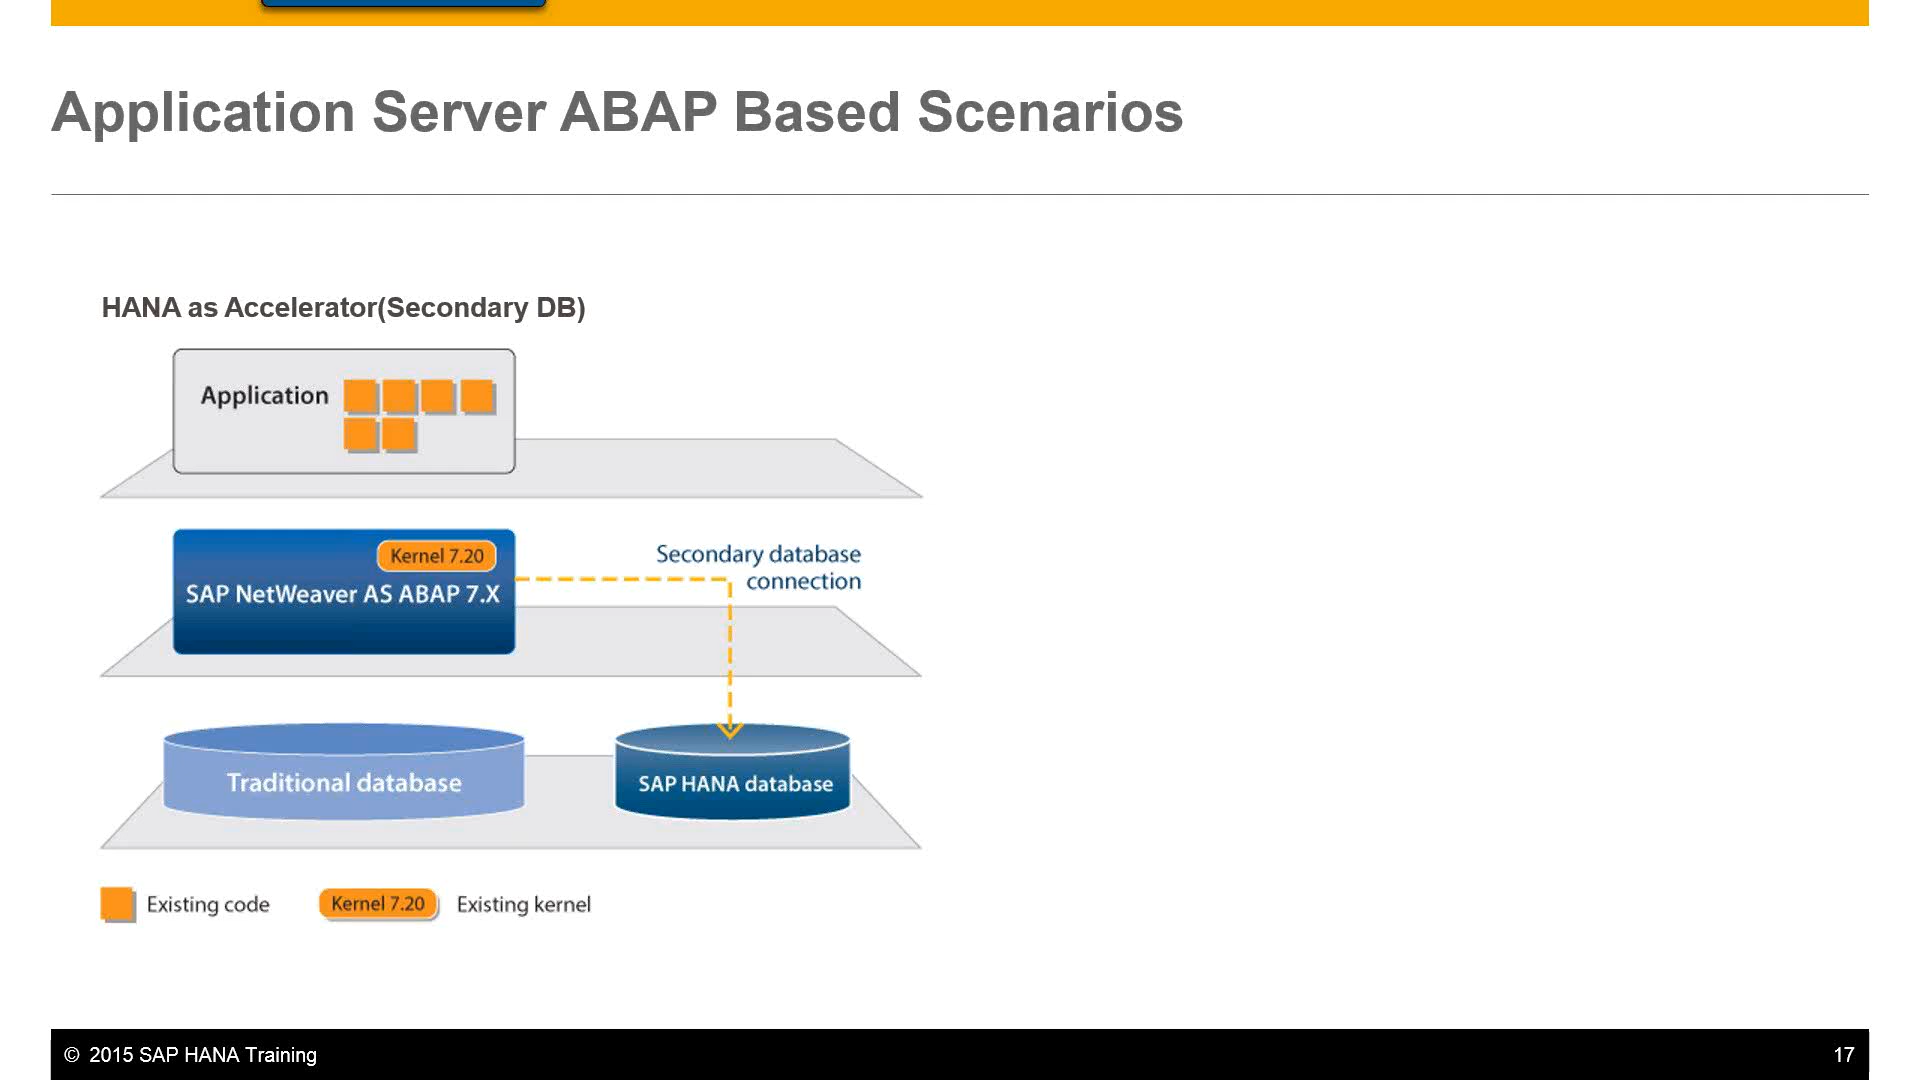 Application Server ABAP Based Scenarios
HANA as Accelerator(Secondary DB)
Application
Kernel 7.20
SAP NetWeaver AS ABAP 7.X
Secondary database
connection
Traditional database
SAP HANA database
Existing code
Kernel 7.20
Existing kernel
© 2015 SAP HANA Training
17